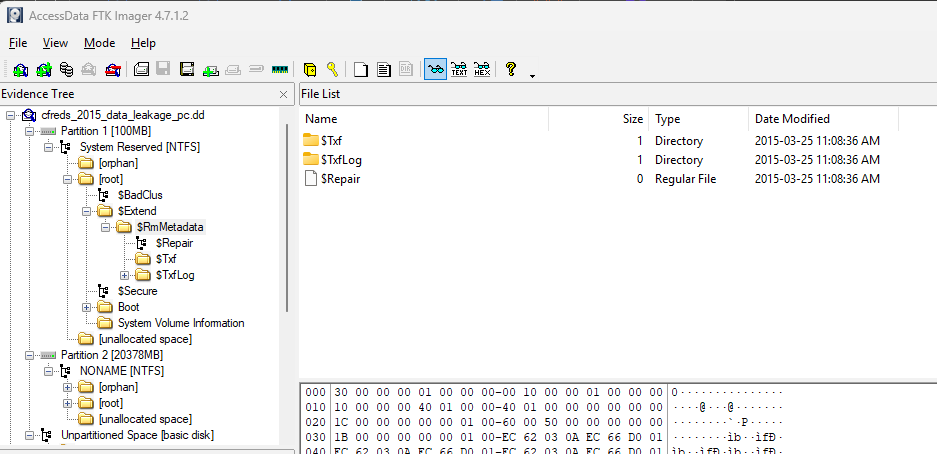 AccessData FTK Imager 4.7.1.2
File View Mode Help
TEXT HEX ?
Evidence Tree × File List
cfreds_2015_data_leakage_pc.dd
Partition 1 [100MB]
System Reserved [NTFS]
[orphan]
[root]
$BadClus
$Extend
$RmMetadata
$Repair
$Txf
$TxfLog
$Secure
Boot
System Volume Information
[unallocated space]
Partition 2 [20378MB]
NONAME [NTFS]
[orphan]
[root]
[unallocated space]
Unpartitioned Space [basic disk]
Name Size Type Date Modified
$Txf 1 Directory 2015-03-25 11:08:36 AM
$TxfLog 1 Directory 2015-03-25 11:08:36 AM
$Repair 0 Regular File 2015-03-25 11:08:36 AM
000 30 00 00 00 01 00 00 00-00 10 00 00 01 00 00 00 0···············
010 10 00 00 00 40 01 00 00-40 01 00 00 00 00 00 00 ····@···@·······
020 1C 00 00 00 00 00 01 00-60 00 50 00 00 00 00 00 ········`·P·····
030 1B 00 00 00 00 00 01 00-EC 62 03 0A EC 66 D0 01 ········ìb··ìfÐ·
040 EC 62 03 0A EC 66 D0 01-EC 62 03 0A EC 66 D0 01 ìb··ìfÐ·ìb··ìfÐ·